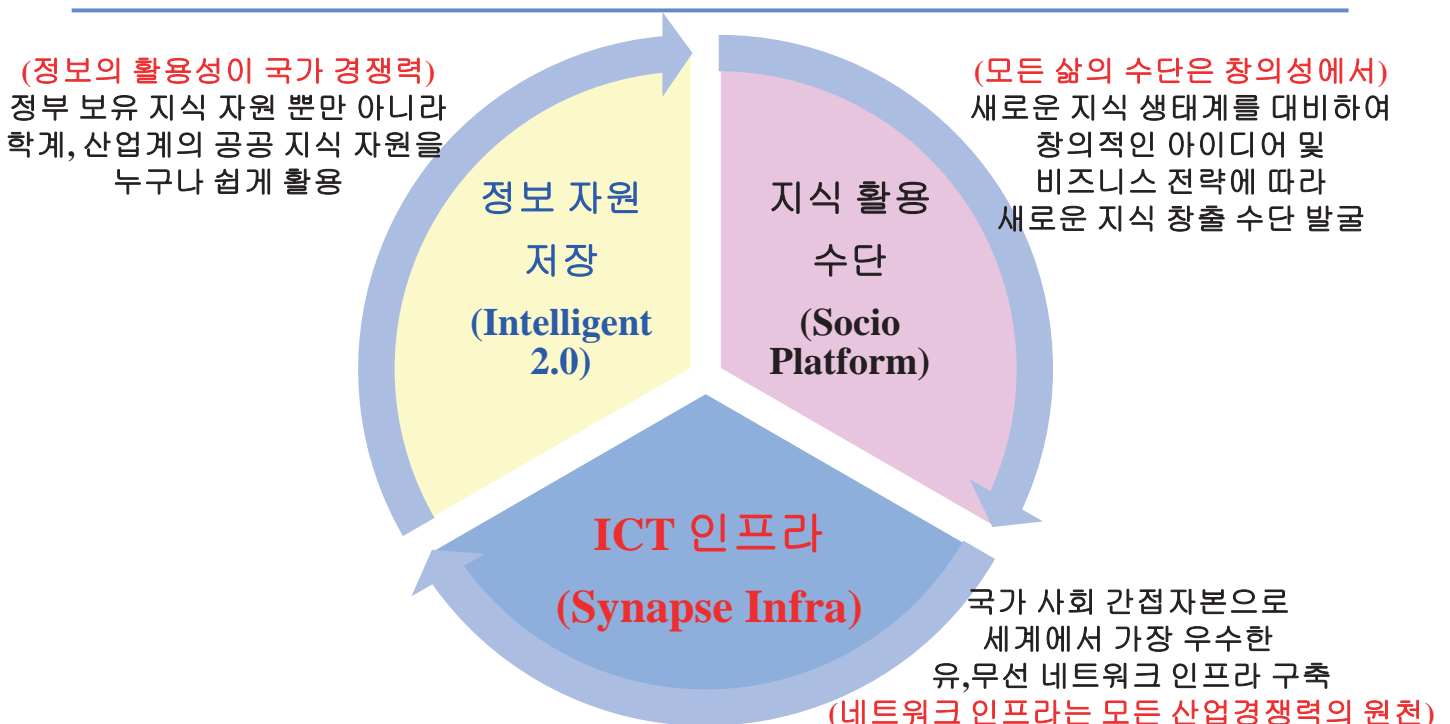 (정보의 활용성이 국가 경쟁력)
정부 보유 지식 자원 뿐만 아니라
학계, 산업계의 공공 지식 자원을
누구나 쉽게 활용
정보 자원
저장
(Intelligent
2.0)
(모든 삶의 수단은 창의성에서)
새로운 지식 생태계를 대비하여
창의적인 아이디어 및
비즈니스 전략에 따라
새로운 지식 창출 수단 발굴
지식 활용
수단
(Socio
Platform)
ICT 인프라
(Synapse Infra)
국가 사회 간접자본으로
세계에서 가장 우수한
유,무선 네트워크 인프라 구축
(네트워크 인프라는 모든 산업경쟁력의 원천)